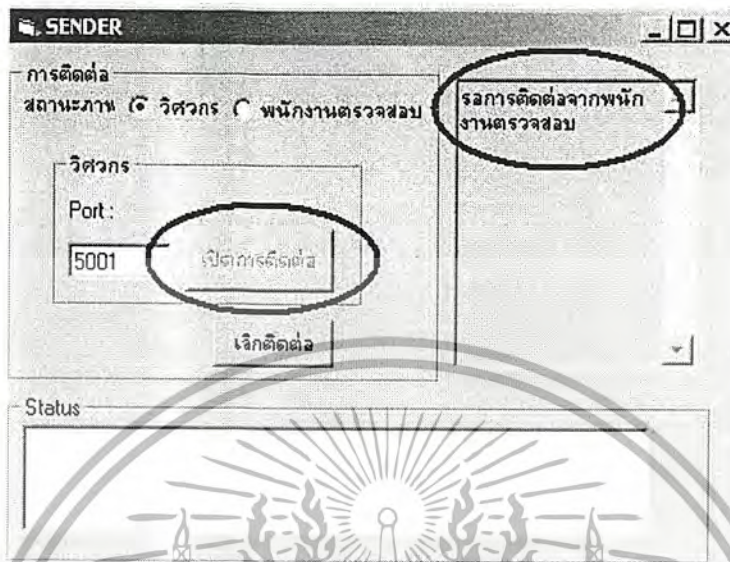 SENDER
การติดต่อ
สถานะภาพ วิศวกร พนักงานตรวจสอบ
รอการติดต่อจากพนัก
งานตรวจสอบ
วิศวกร
Port :
5001 เปิดการติดต่อ
เลิกติดต่อ
Status